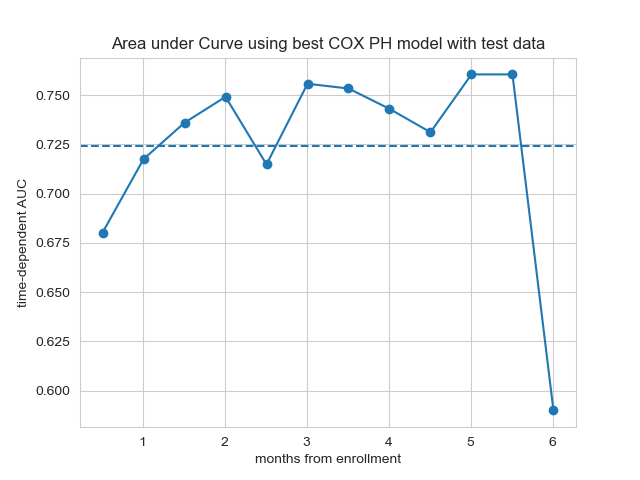 Area under Curve using best COX PH model with test data
time-dependent AUC
0.750
0.725
0.700
0.675
0.650
0.625
0.600
1 2 3 4 5 6
months from enrollment